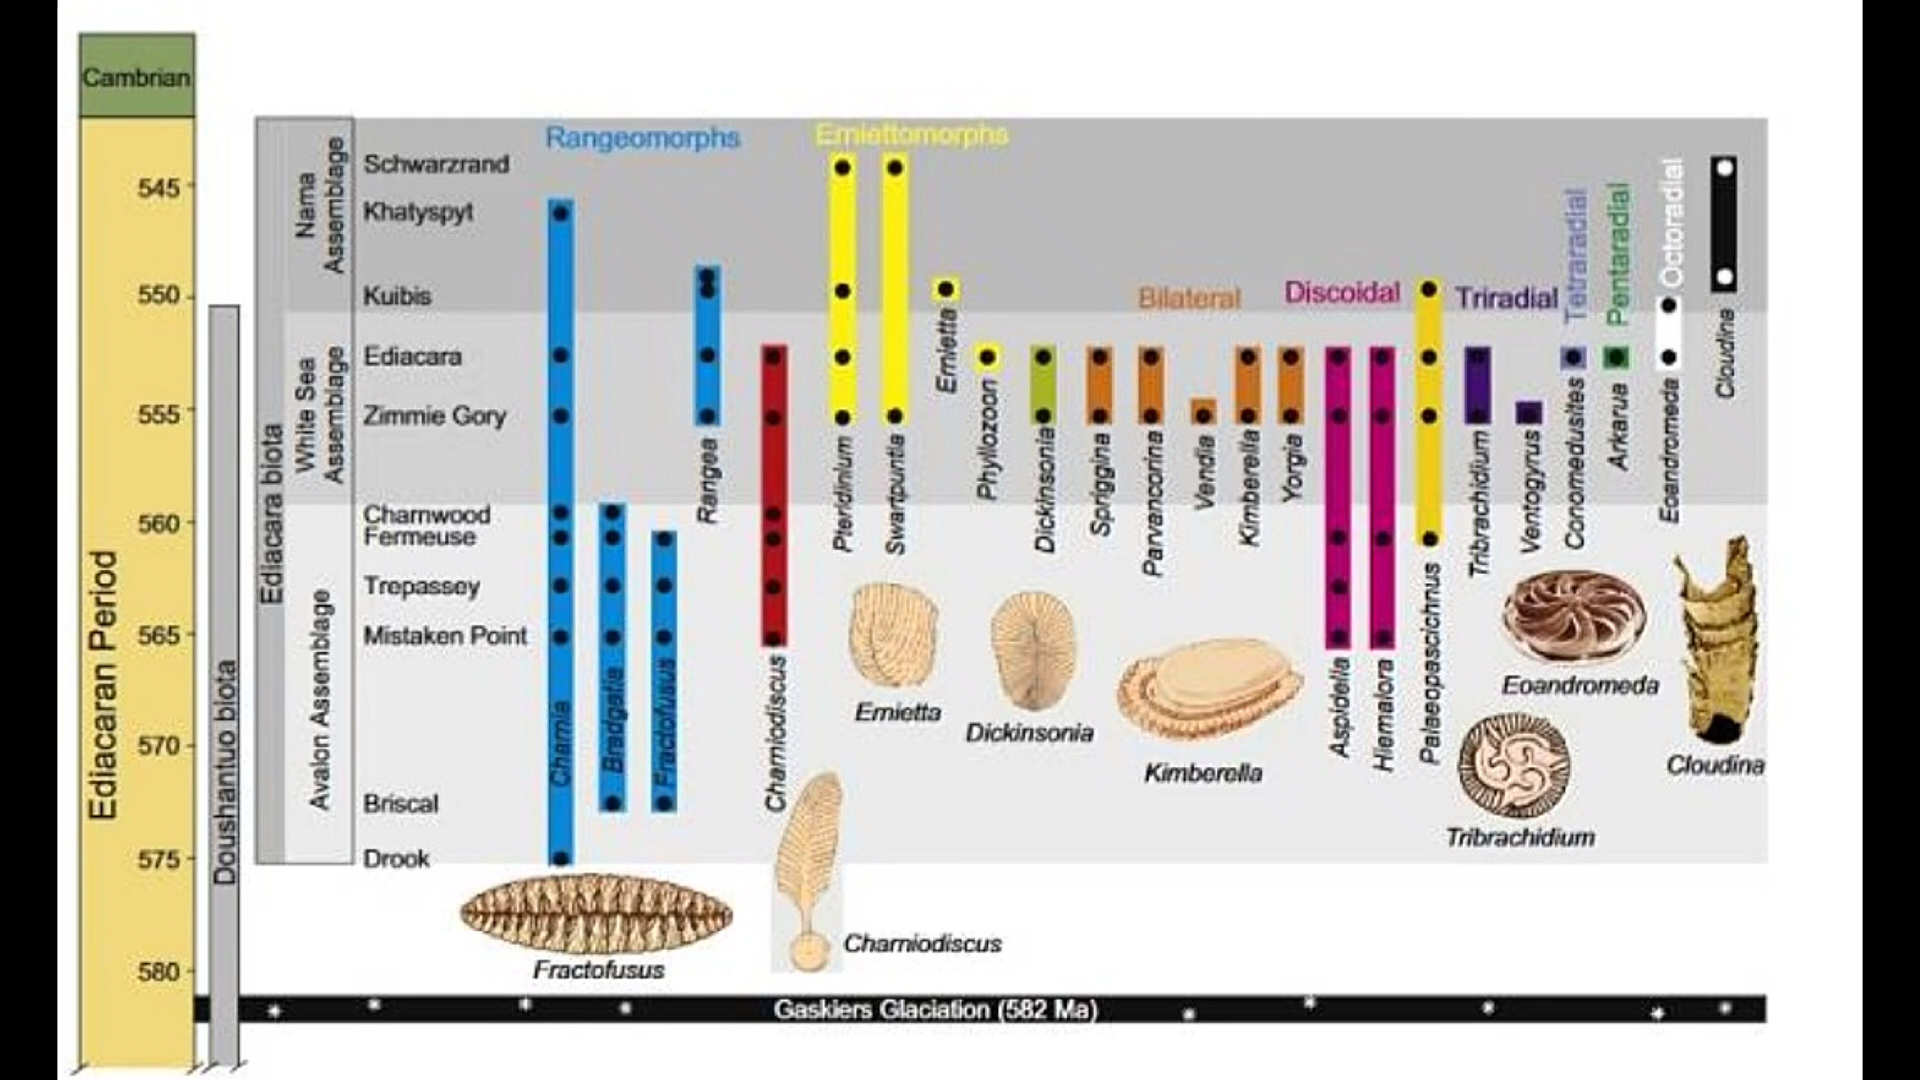 Cambrian
Ediacaran Period
545
550
555
560
565
570
575
580
Doushantuo biota
Ediacara biota
Nama
Assemblage
White Sea
Assemblage
Avalon Assemblage
Schwarzrand
Khatyspyt
Kuibis
Ediacara
Zimmie Gory
Charnwood
Fermeuse
Trepassey
Mistaken Point
Briscal
Drook
Rangeomorphs
Erniettomorphs
Bilateral
Discoidal
Triradial
Tetraradial
Pentaradial
Octoradial
Charnia
Bradgatia
Fractofusus
Rangea
Charniodiscus
Pteridinium
Swartpuntia
Ernietta
Phyllozoon
Dickinsonia
Spriggina
Parvancorina
Vendia
Kimberella
Yorgia
Aspidella
Hiemalora
Palaeopascichnus
Tribrachidium
Ventogyrus
Conomedusites
Arkarua
Eoandromeda
Cloudina
Ernietta
Dickinsonia
Kimberella
Eoandromeda
Tribrachidium
Cloudina
Fractofusus
Charniodiscus
Gaskiers Glaciation (582 Ma)